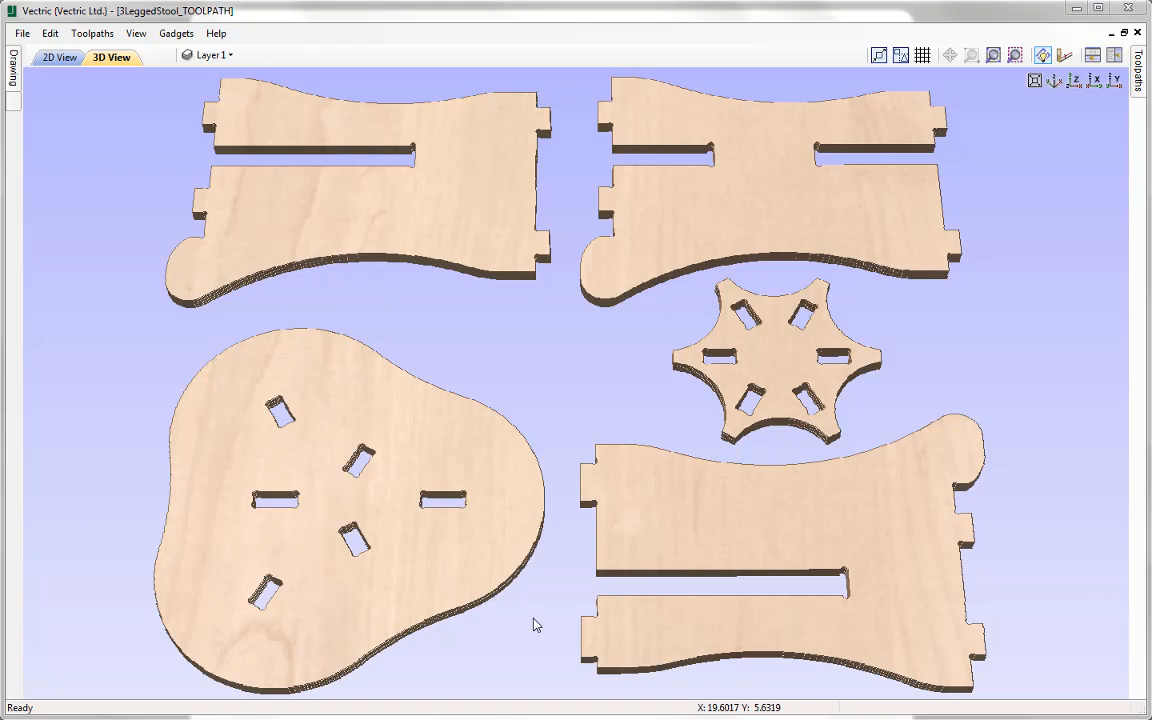 Vectric {Vectric Ltd.} - [3LeggedStool_TOOLPATH]
File Edit Toolpaths View Gadgets Help
2D View 3D View Layer 1
Drawing
Toolpaths
Z X Y
Ready X: 19.6017 Y: 5.6319